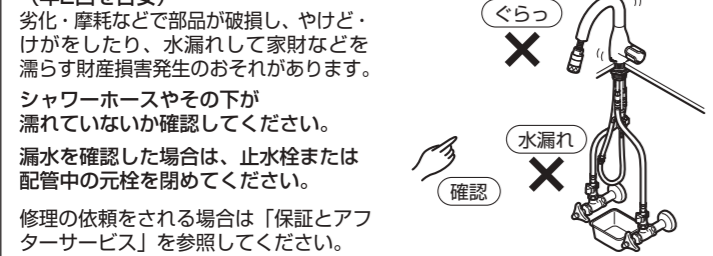 （年2回を目安）
劣化・摩耗などで部品が破損し、やけど・
けがをしたり、水漏れして家財などを
濡らす財産損害発生のおそれがあります。
シャワーホースやその下が
濡れていないか確認してください。
漏水を確認した場合は、止水栓または
配管中の元栓を閉めてください。
修理の依頼をされる場合は「保証とアフ
ターサービス」を参照してください。
ぐらっ
水漏れ
確認